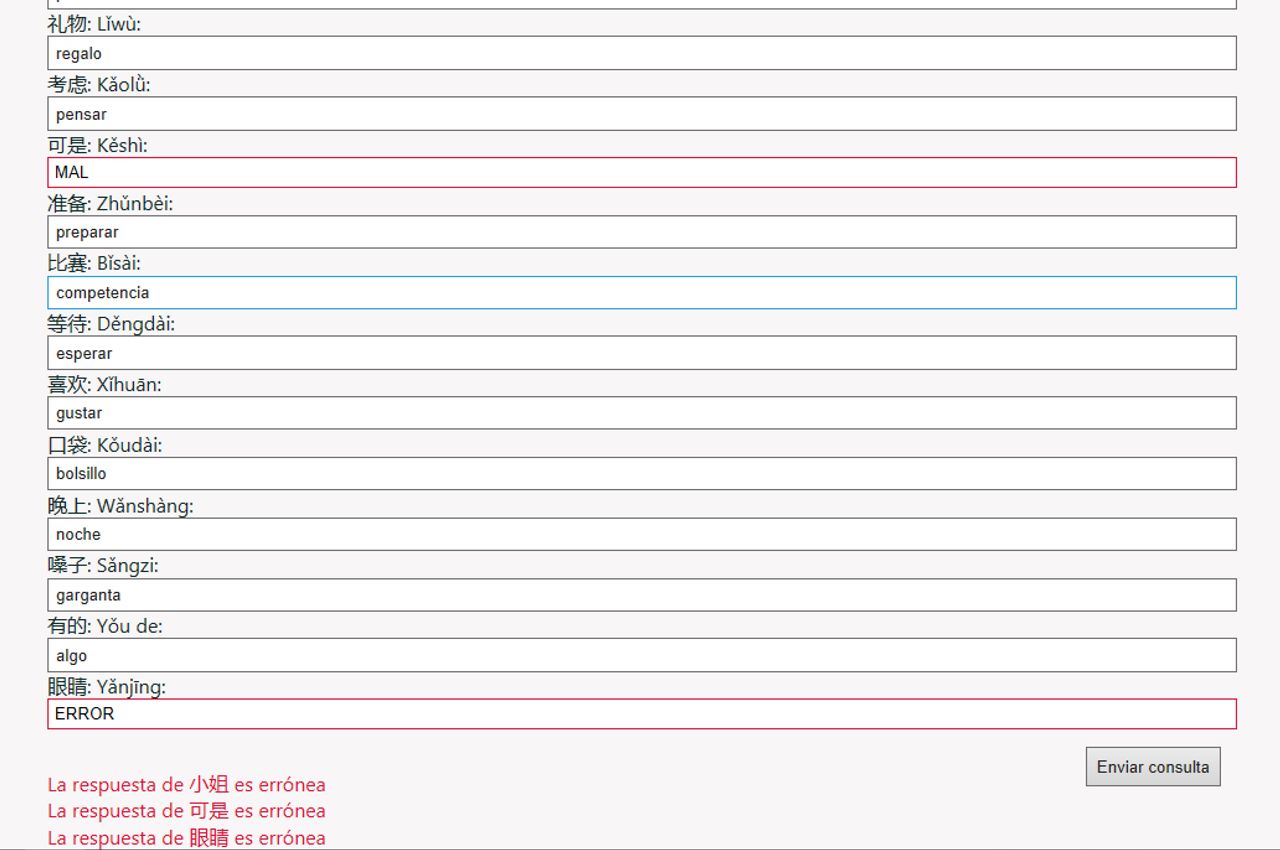 礼物: Lǐwù:
regalo
考虑: Kǎolǜ:
pensar
可是: Kěshì:
MAL
准备: Zhǔnbèi:
preparar
比赛: Bǐsài:
competencia
等待: Děngdài:
esperar
喜欢: Xǐhuān:
gustar
口袋: Kǒudài:
bolsillo
晚上: Wǎnshàng:
noche
嗓子: Sǎngzi:
garganta
有的: Yǒu de:
algo
眼睛: Yǎnjīng:
ERROR
Enviar consulta
La respuesta de 小姐 es errónea
La respuesta de 可是 es errónea
La respuesta de 眼睛 es errónea